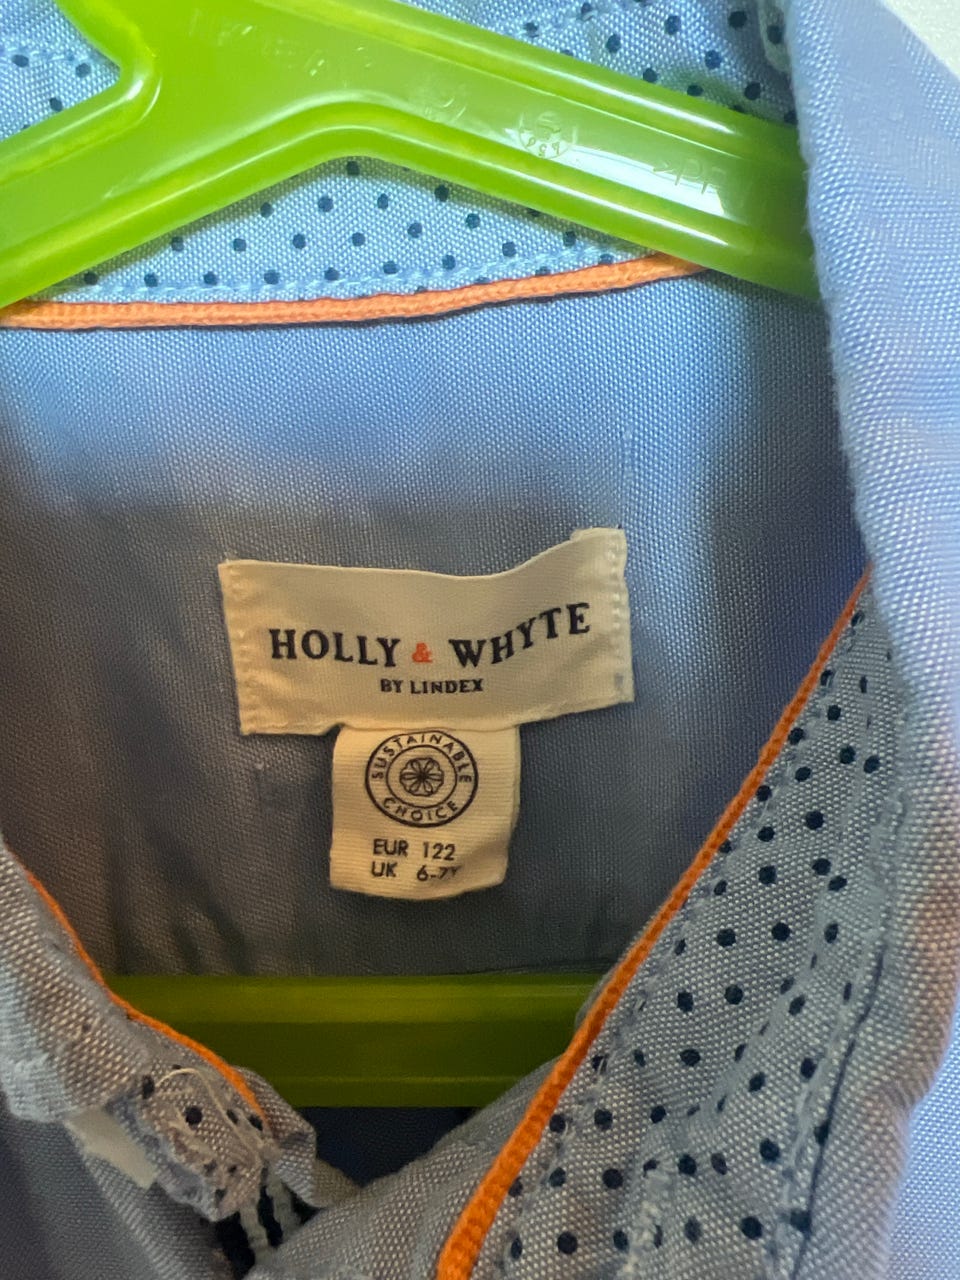 HOLLY & WHYTE
BY LINDEX
SUSTAINABLE
CHOICE
EUR 122
UK 6-7Y